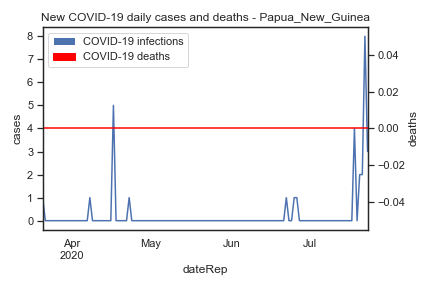 New COVID-19 daily cases and deaths - Papua_New_Guinea
COVID-19 infections
COVID-19 deaths
8
7
6
5
4
3
2
1
0
cases
0.04
0.02
0.00
−0.02
−0.04
deaths
Apr
2020
May
Jun
Jul
dateRep